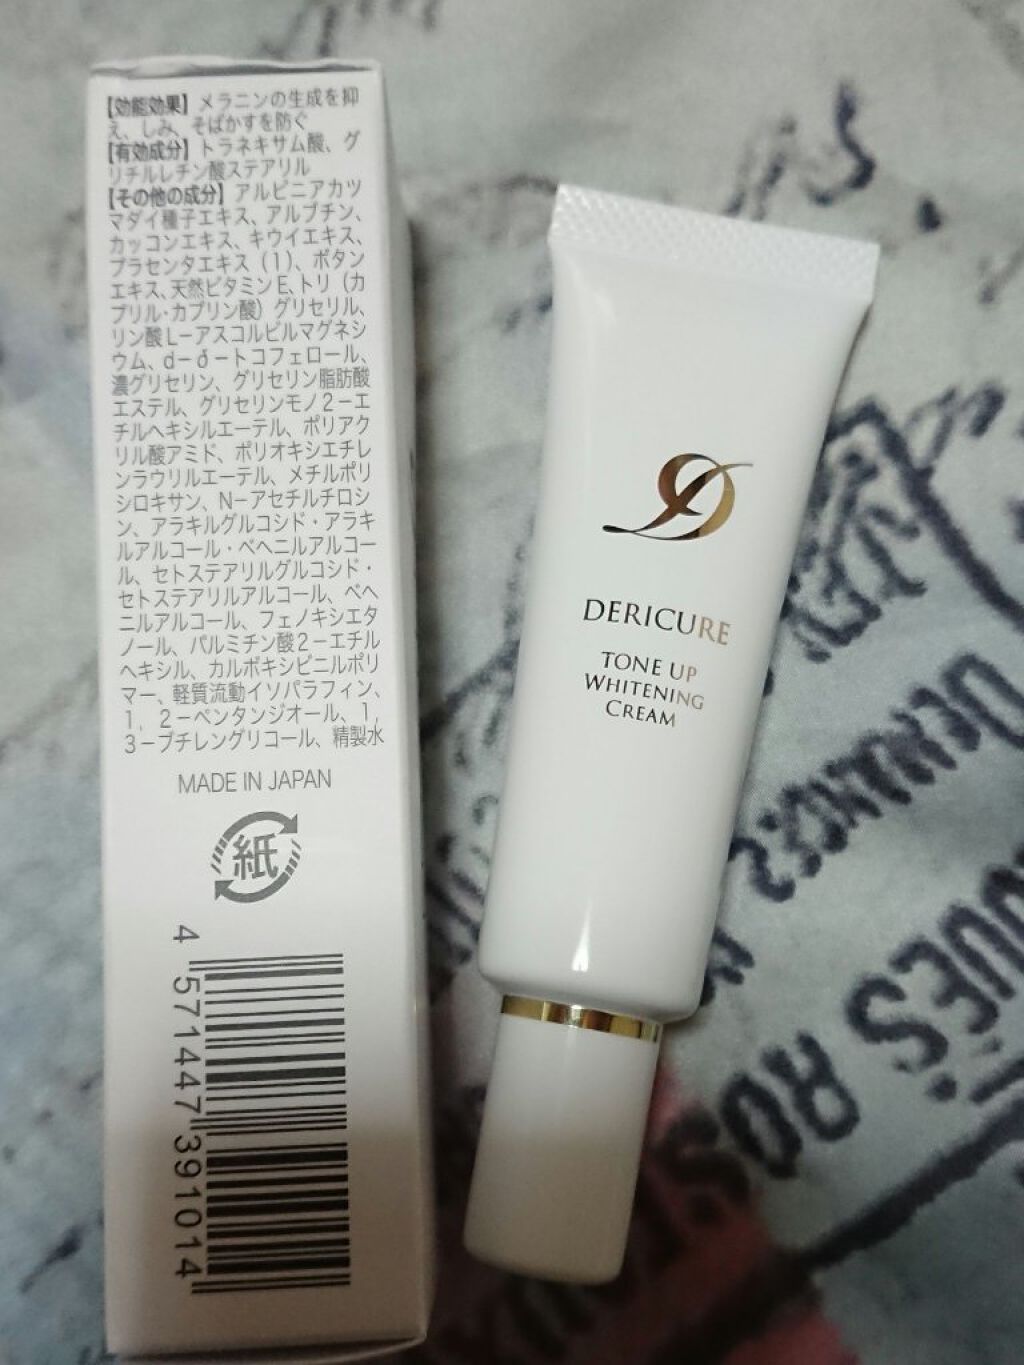 【効能効果】メラニンの生成を抑
え、しみ、そばかすを防ぐ
【有効成分】トラネキサム酸、グ
リチルレチン酸ステアリル
【その他の成分】アルピニアカツ
マダイ種子エキス、アルブチン、
カッコンエキス、キウイエキス、
プラセンタエキス（1）、ボタン
エキス、天然ビタミンE、トリ（カ
プリル・カプリン酸）グリセリル、
リン酸L－アスコルビルマグネシ
ウム、d－δ－トコフェロール、
濃グリセリン、グリセリン脂肪酸
エステル、グリセリンモノ2－エ
チルヘキシルエーテル、ポリアク
リル酸アミド、ポリオキシエチレ
ンラウリルエーテル、メチルポリ
シロキサン、N－アセチルチロシ
ン、アラキルグルコシド・アラキ
ルアルコール・ベヘニルアルコー
ル、セトステアリルグルコシド・
セトステアリルアルコール、ベヘ
ニルアルコール、フェノキシエタ
ノール、パルミチン酸2－エチル
ヘキシル、カルボキシビニルポリ
マー、軽質流動イソパラフィン、
1，2－ペンタンジオール、1，
3－ブチレングリコール、精製水
MADE IN JAPAN
紙
4 571447 391014
D
DERICURE
TONE UP
WHITENING
CREAM